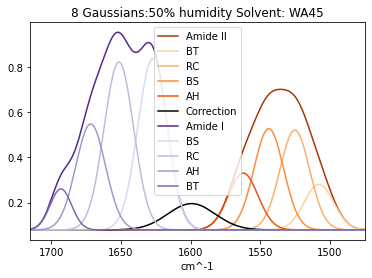 8 Gaussians:50% humidity Solvent: WA45
Amide II
BT
RC
BS
AH
Correction
Amide I
BS
RC
AH
BT
0.8
0.6
0.4
0.2
1700 1650 1600 1550 1500
cm^-1